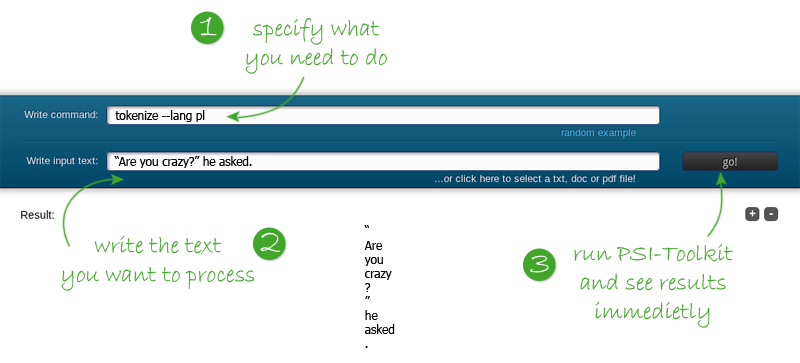 1
specify what
you need to do
Write command:
tokenize --lang pl
random example
Write input text:
“Are you crazy?” he asked.
go!
...or click here to select a txt, doc or pdf file!
Result:
+ -
“
Are
you
crazy
?
”
he
asked
.
2
write the text
you want to process
3
run PSI-Toolkit
and see results
immedietly